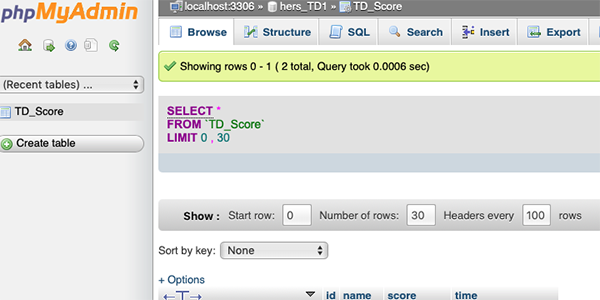 phpMyAdmin
localhost:3306 » hers_TD1 » TD_Score
Browse Structure SQL Search Insert Export
Showing rows 0 - 1 ( 2 total, Query took 0.0006 sec)
(Recent tables) ...
TD_Score
Create table
SELECT *
FROM `TD_Score`
LIMIT 0 , 30
Show : Start row: 0 Number of rows: 30 Headers every 100 rows
Sort by key: None
+ Options
←T→ id name score time